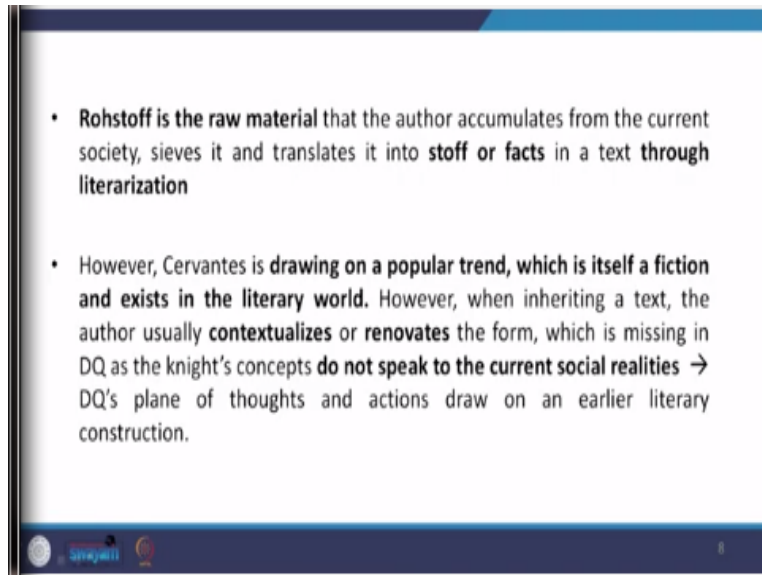 • Rohstoff is the raw material that the author accumulates from the current
society, sieves it and translates it into stoff or facts in a text through
literarization
• However, Cervantes is drawing on a popular trend, which is itself a fiction
and exists in the literary world. However, when inheriting a text, the
author usually contextualizes or renovates the form, which is missing in
DQ as the knight's concepts do not speak to the current social realities →
DQ's plane of thoughts and actions draw on an earlier literary
construction.
swayam
8